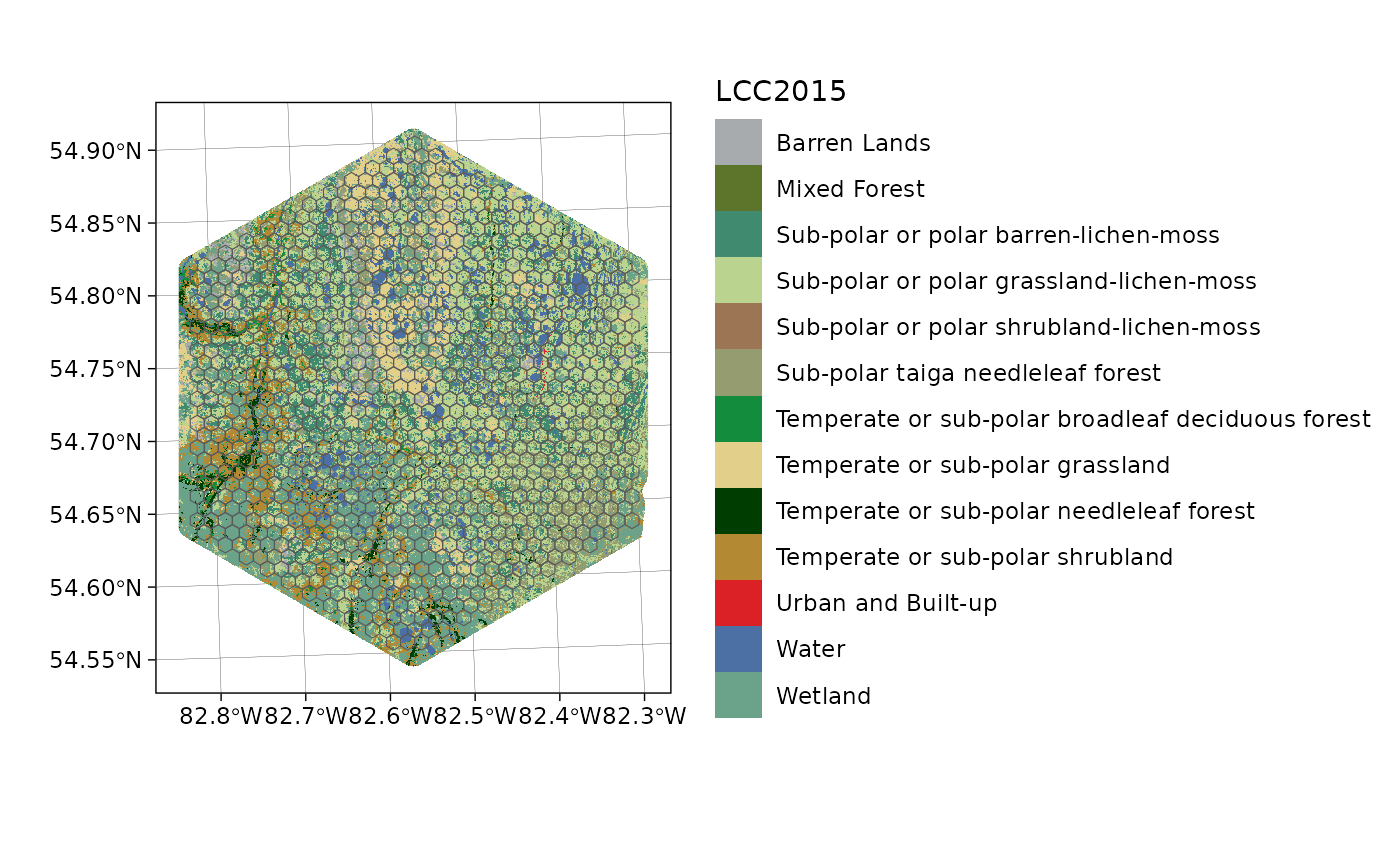 LCC2015
Barren Lands
Mixed Forest
Sub-polar or polar barren-lichen-moss
Sub-polar or polar grassland-lichen-moss
Sub-polar or polar shrubland-lichen-moss
Sub-polar taiga needleleaf forest
Temperate or sub-polar broadleaf deciduous forest
Temperate or sub-polar grassland
Temperate or sub-polar needleleaf forest
Temperate or sub-polar shrubland
Urban and Built-up
Water
Wetland
54.90°N
54.85°N
54.80°N
54.75°N
54.70°N
54.65°N
54.60°N
54.55°N
82.8°W82.7°W82.6°W82.5°W82.4°W82.3°W